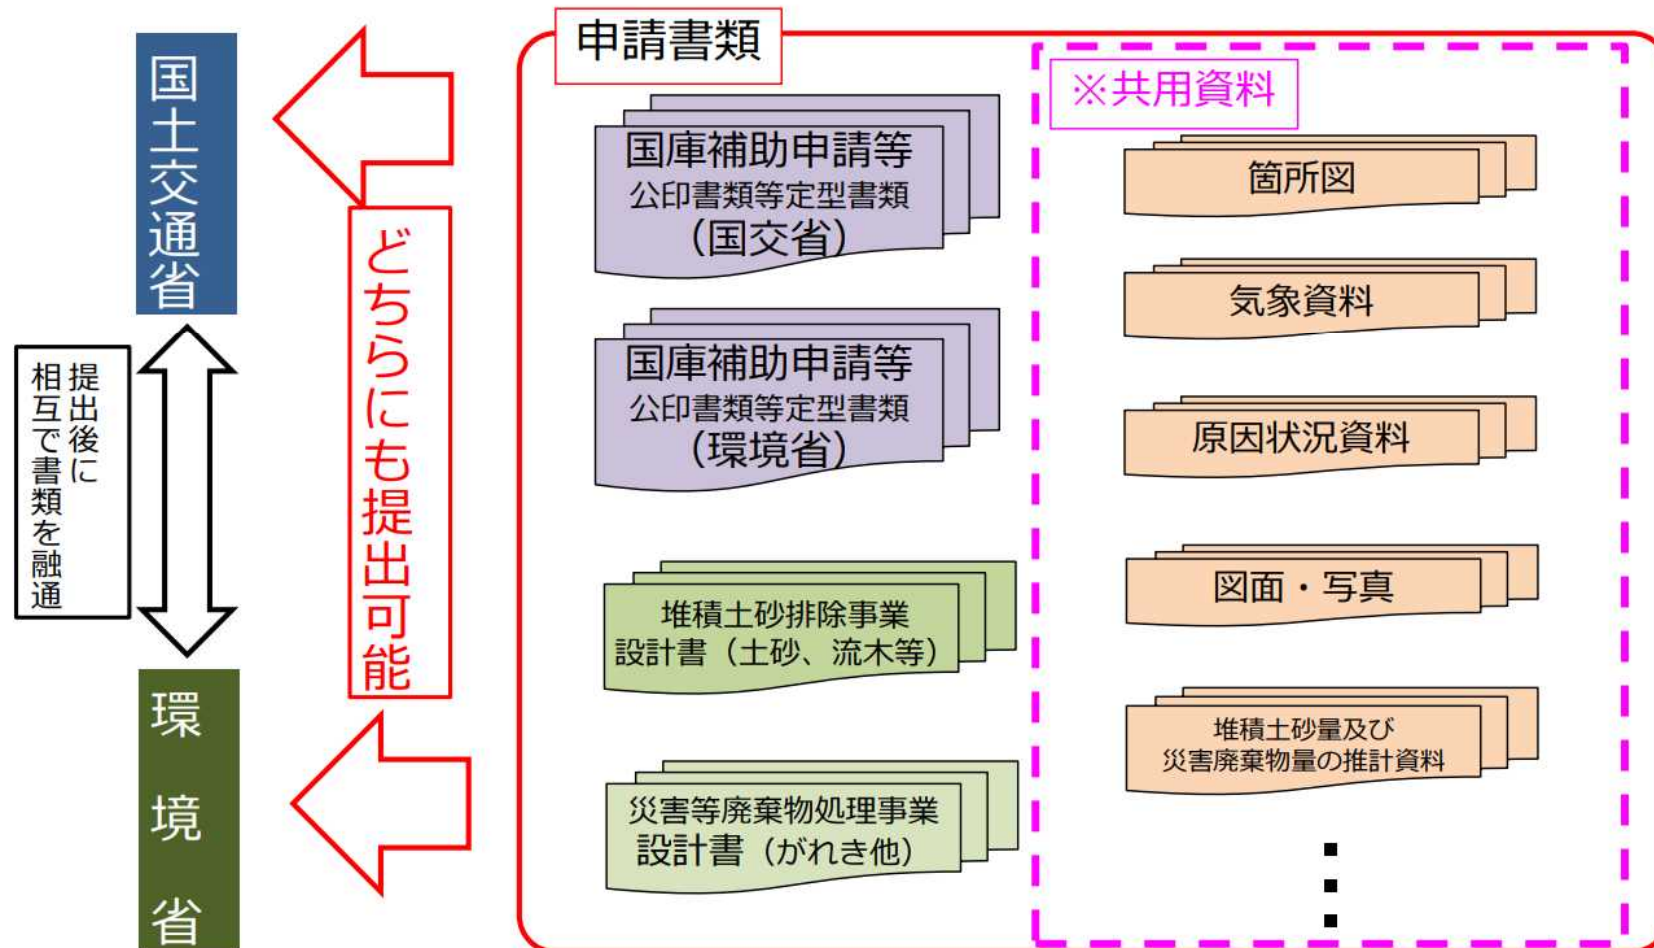 国土交通省
提出後に
相互で書類を融通
環境省
どちらにも提出可能
申請書類
国庫補助申請等
公印書類等定型書類
（国交省）
国庫補助申請等
公印書類等定型書類
（環境省）
堆積土砂排除事業
設計書（土砂、流木等）
災害等廃棄物処理事業
設計書（がれき他）
※共用資料
箇所図
気象資料
原因状況資料
図面・写真
堆積土砂量及び
災害廃棄物量の推計資料